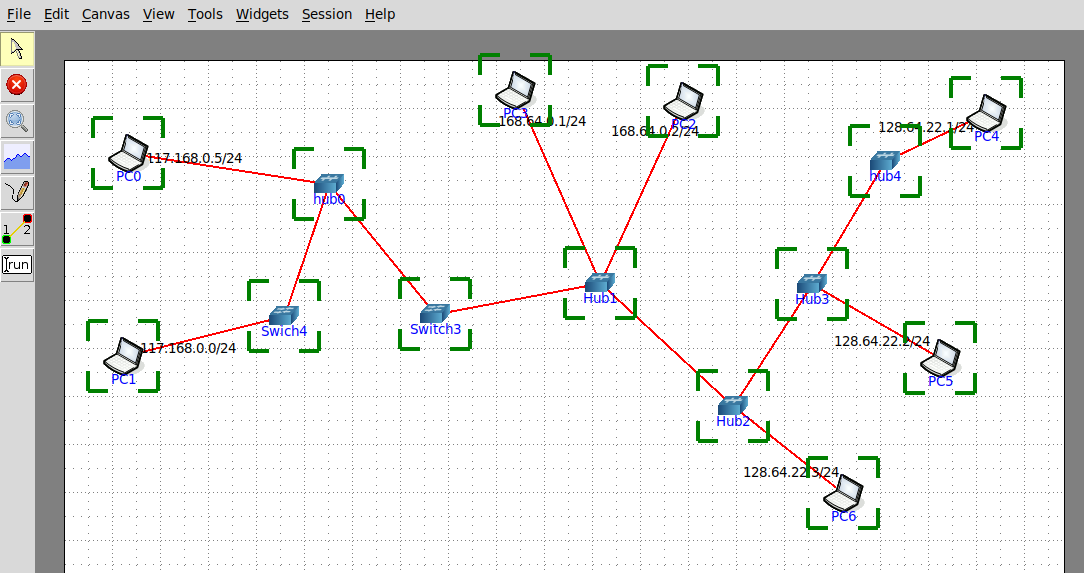 File Edit Canvas View Tools Widgets Session Help
PC3
168.64.0.1/24
PC2
168.64.0.2/24
128.64.22.1/24
PC4
117.168.0.5/24
PC0
hub0
hub4
1 2
run
Hub1
Hub3
Swich4
Switch3
117.168.0.0/24
PC1
128.64.22.2/24
PC5
Hub2
128.64.22.3/24
PC6